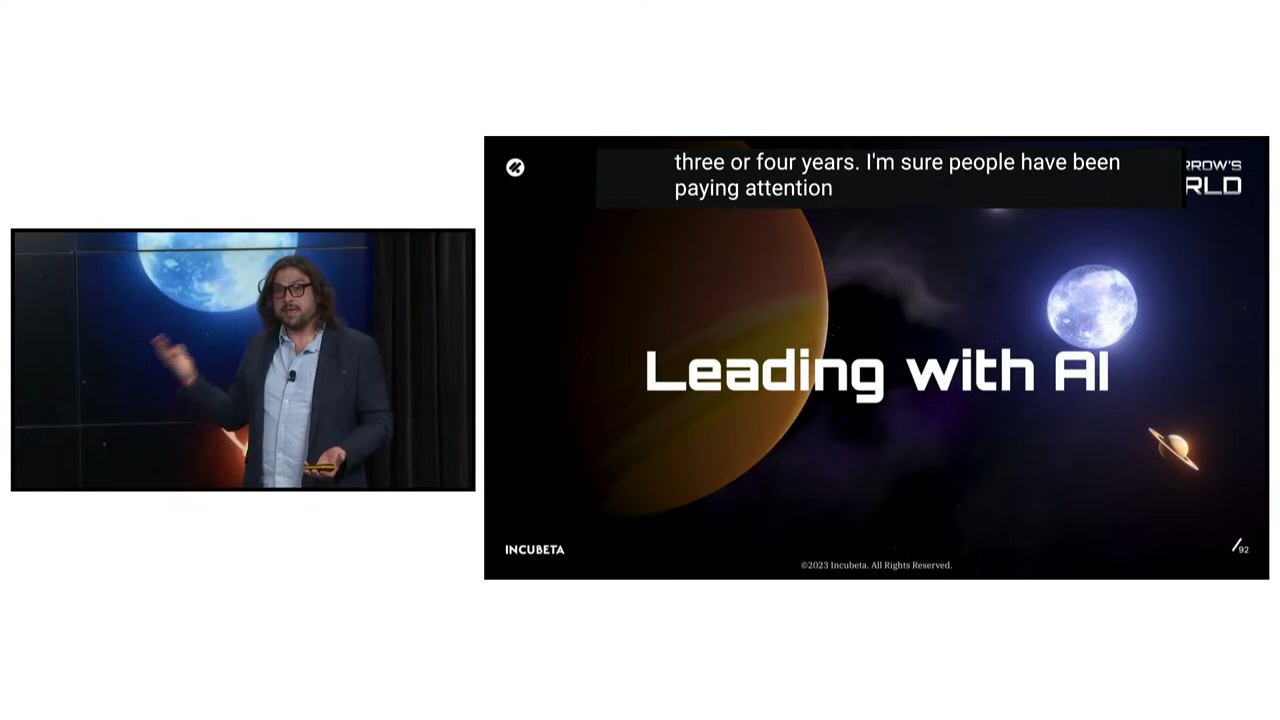 three or four years. I'm sure people have been
paying attention
RROW'S
RLD
Leading with AI
INCUBETA
/92
©2023 Incubeta. All Rights Reserved.